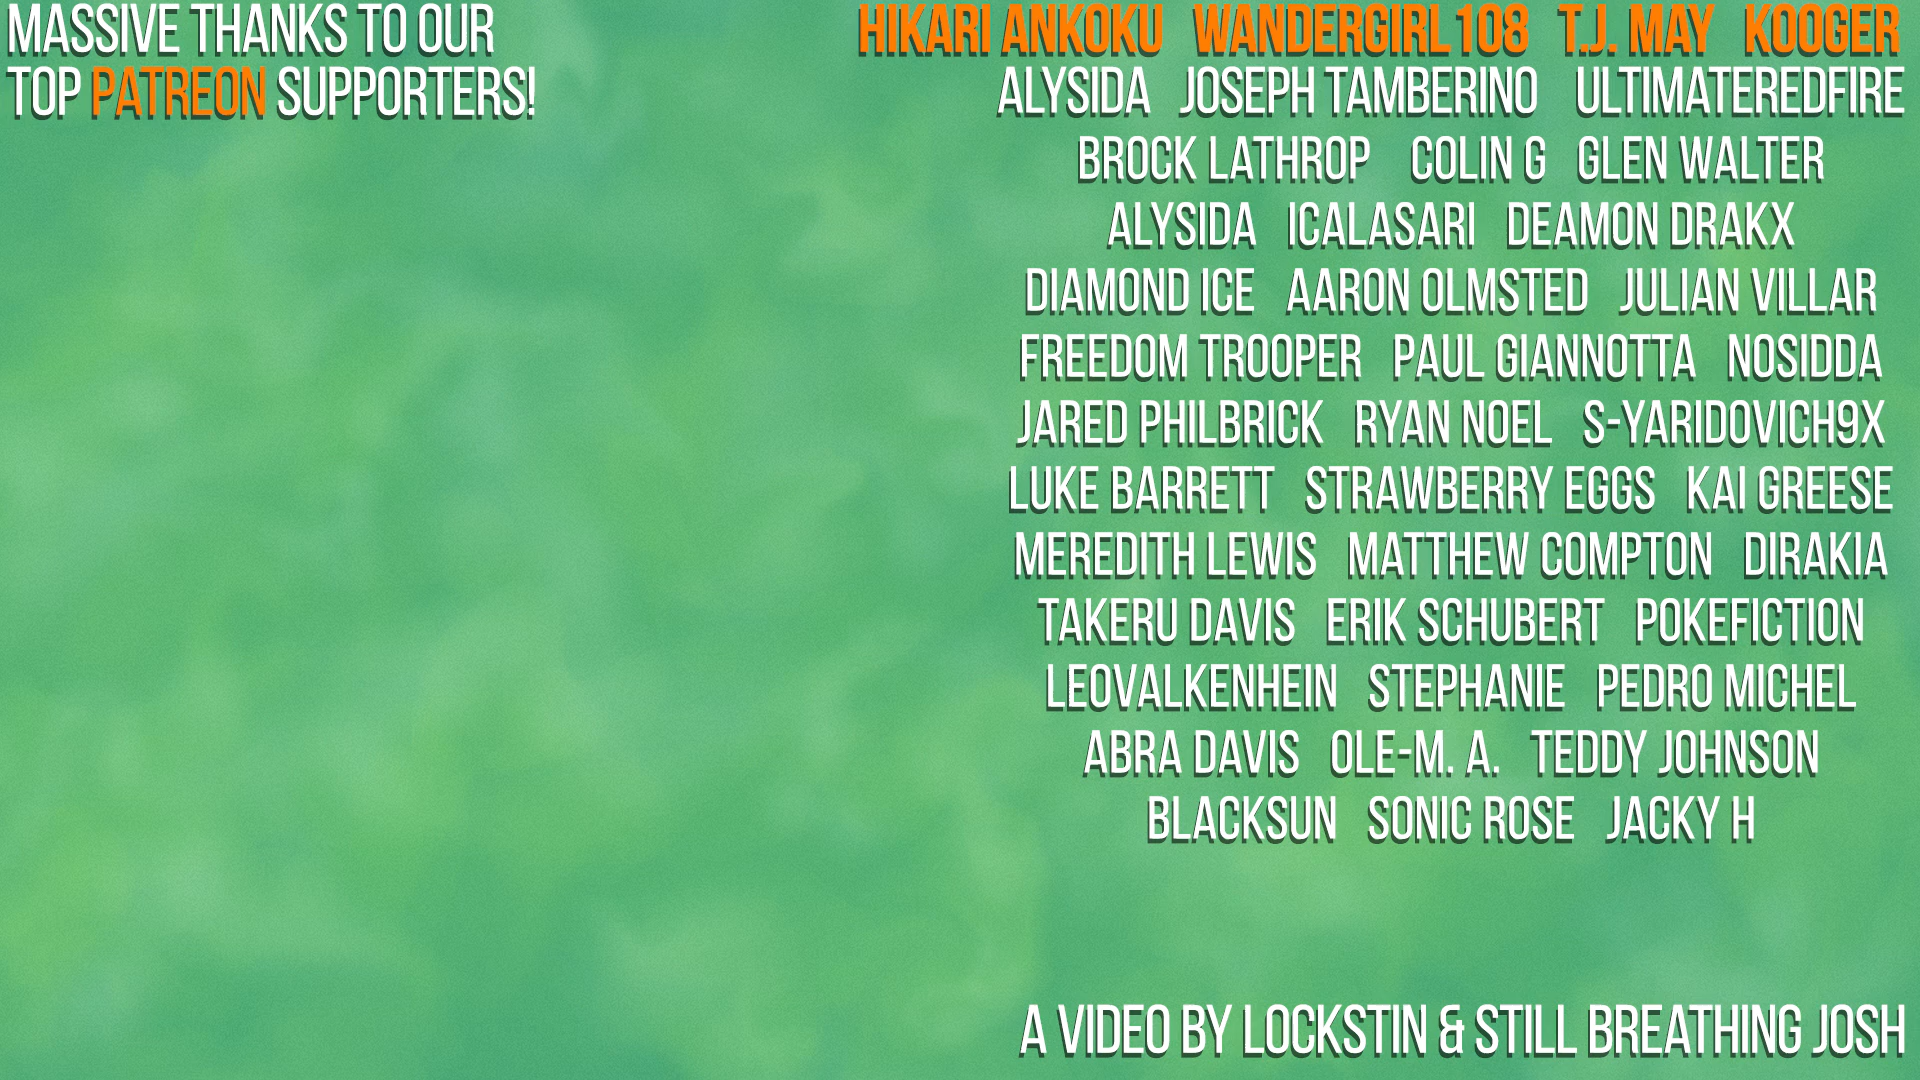 MASSIVE THANKS TO OUR
TOP PATREON SUPPORTERS!
HIKARI ANKOKU WANDERGIRL108 T.J. MAY KOOGER
ALYSIDA JOSEPH TAMBERINO ULTIMATEREDFIRE
BROCK LATHROP COLIN G GLEN WALTER
ALYSIDA ICALASARI DEAMON DRAKX
DIAMOND ICE AARON OLMSTED JULIAN VILLAR
FREEDOM TROOPER PAUL GIANNOTTA NOSIDDA
JARED PHILBRICK RYAN NOEL S-YARIDOVICH9X
LUKE BARRETT STRAWBERRY EGGS KAI GREESE
MEREDITH LEWIS MATTHEW COMPTON DIRAKIA
TAKERU DAVIS ERIK SCHUBERT POKEFICTION
LEOVALKENHEIN STEPHANIE PEDRO MICHEL
ABRA DAVIS OLE-M. A. TEDDY JOHNSON
BLACKSUN SONIC ROSE JACKY H
A VIDEO BY LOCKSTIN & STILL BREATHING JOSH